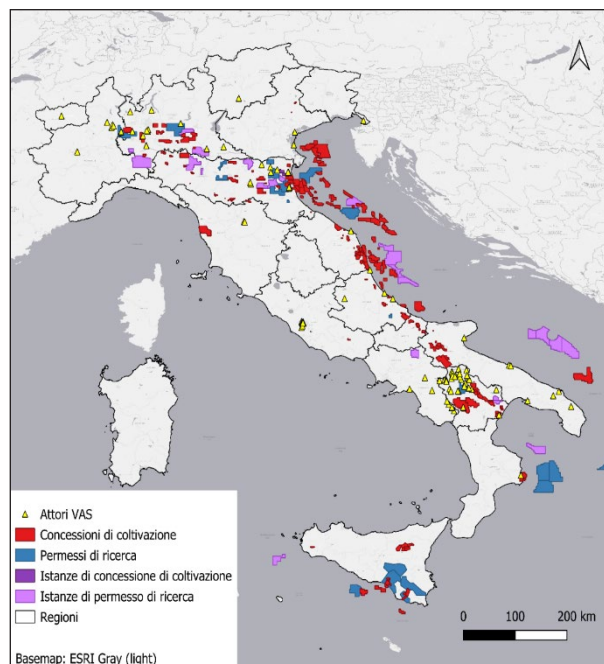 Attori VAS
Concessioni di coltivazione
Permessi di ricerca
Istanze di concessione di coltivazione
Istanze di permesso di ricerca
Regioni
0 100 200 km
Basemap: ESRI Gray (light)